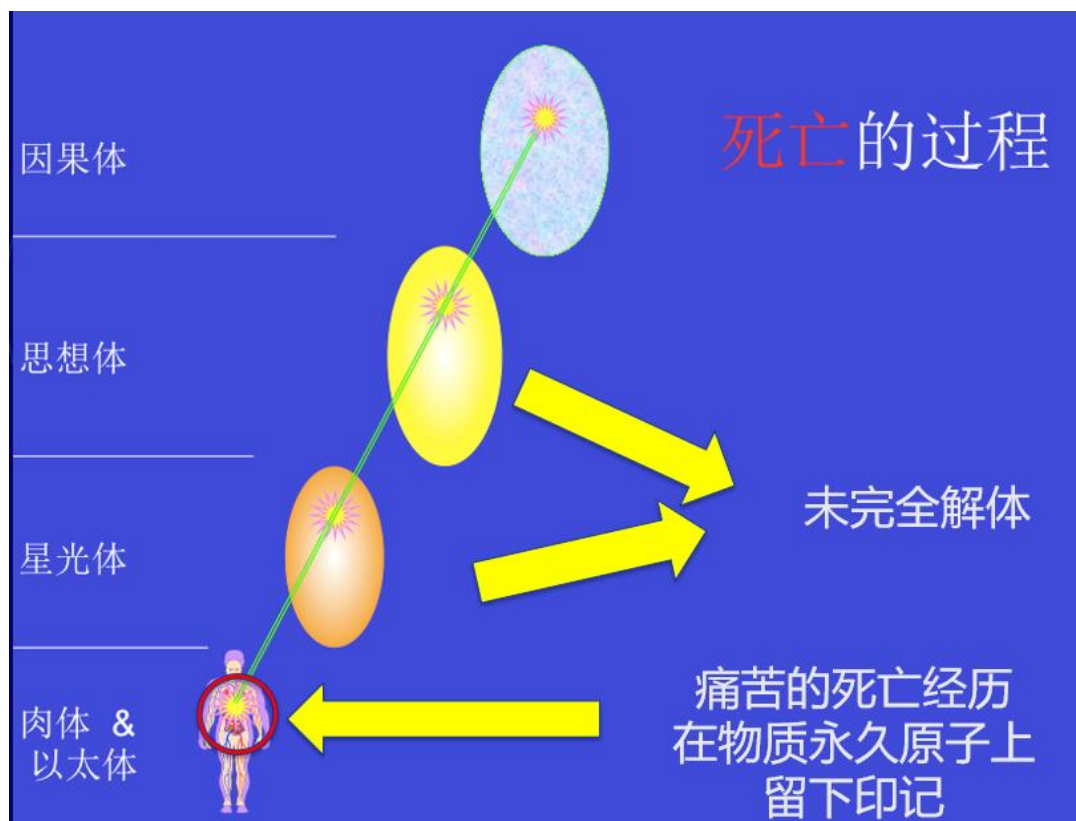 死亡的过程
因果体
思想体
未完全解体
星光体
肉体 &
以太体
痛苦的死亡经历
在物质永久原子上
留下印记